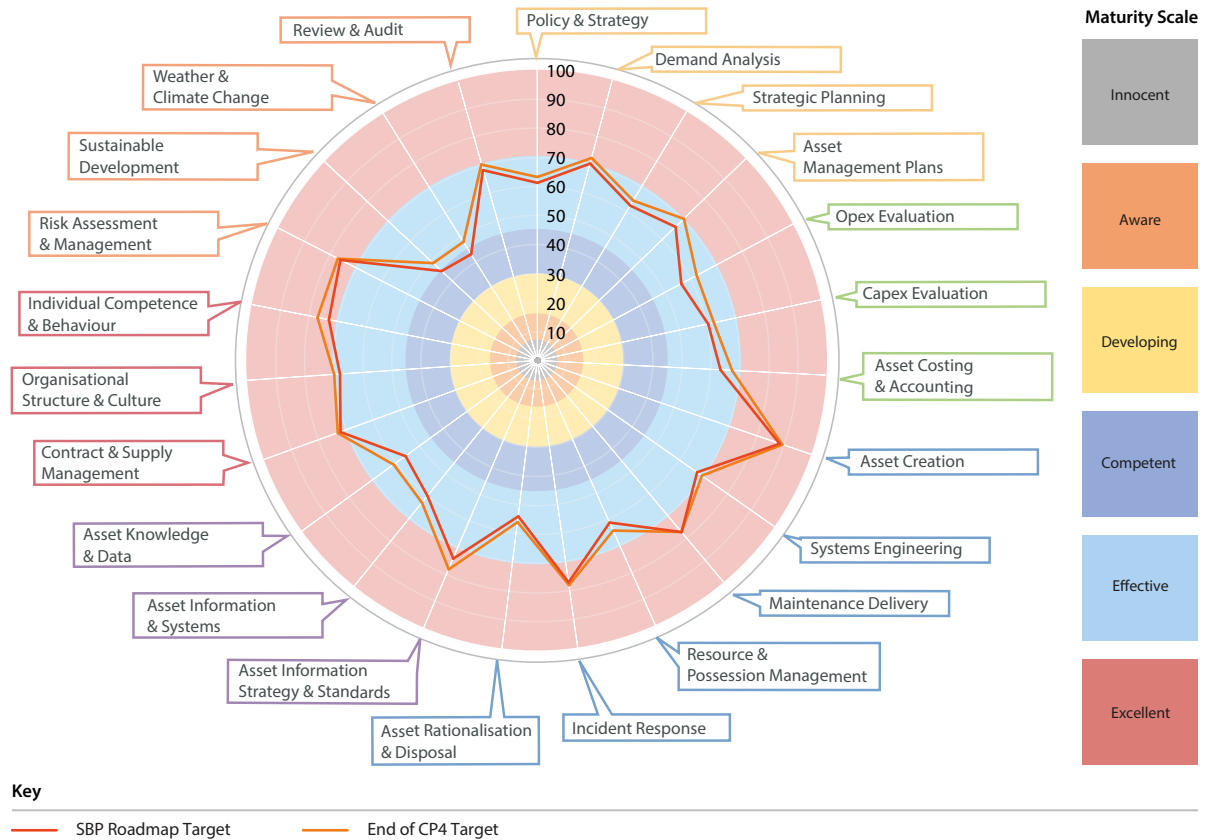 Policy & Strategy
Maturity Scale
Review & Audit
Demand Analysis
Weather &
Climate Change
Strategic Planning
Sustainable
Development
Asset
Management Plans
Risk Assessment
& Management
Opex Evaluation
Individual Competence
& Behaviour
Capex Evaluation
Organisational
Structure & Culture
Asset Costing
& Accounting
Contract & Supply
Management
Asset Creation
Asset Knowledge
& Data
Systems Engineering
Asset Information
& Systems
Maintenance Delivery
Asset Information
Strategy & Standards
Resource &
Possession Management
Asset Rationalisation
& Disposal
Incident Response
100
90
80
70
60
50
40
30
20
10
Innocent
Aware
Developing
Competent
Effective
Excellent
Key
SBP Roadmap Target
End of CP4 Target